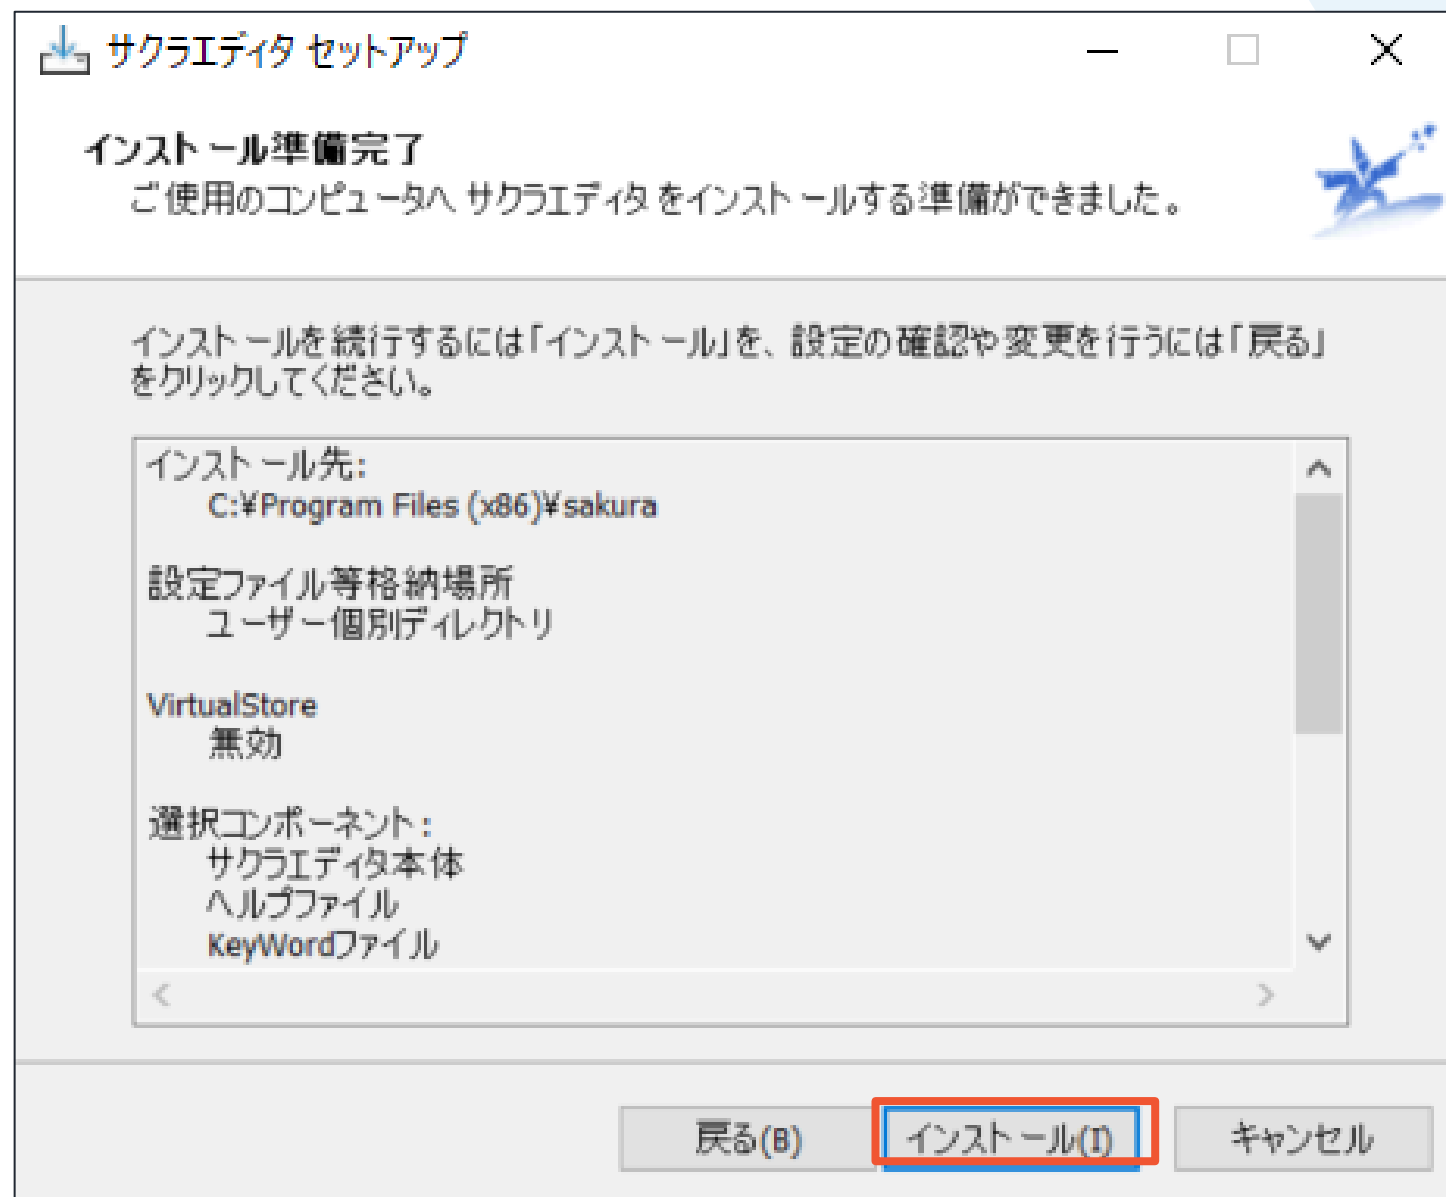 サクラエディタ セットアップ
インストール準備完了
ご使用のコンピュータへ サクラエディタ をインストールする準備ができました。
インストールを続行するには「インストール」を、設定の確認や変更を行うには「戻る」
をクリックしてください。
インストール先:
C:¥Program Files (x86)¥sakura
設定ファイル等格納場所
ユーザー個別ディレクトリ
VirtualStore
無効
選択コンポーネント:
サクラエディタ本体
ヘルプファイル
KeyWordファイル
戻る(B)
インストール(I)
キャンセル